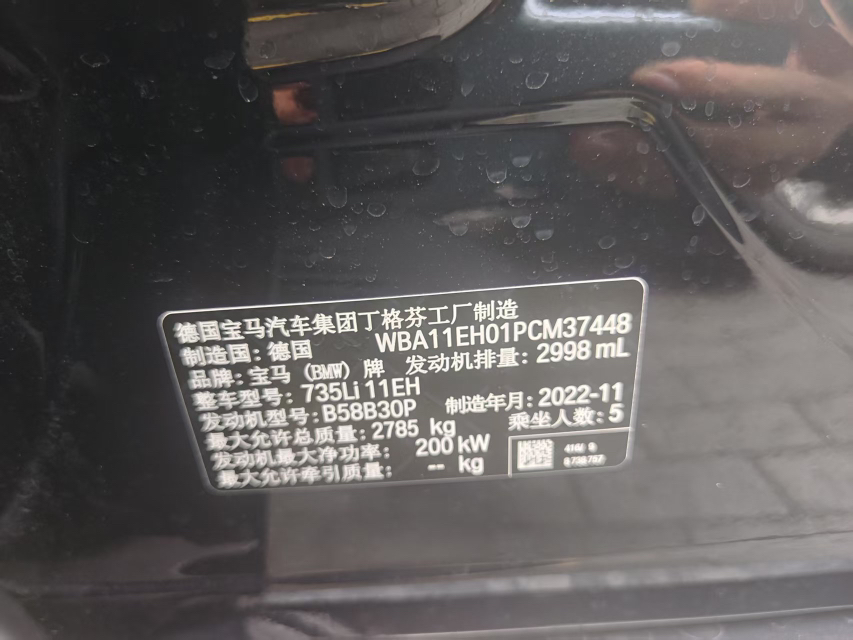 德国宝马汽车集团丁格芬工厂制造
制造国: 德国 WBA11EH01PCM37448
品牌: 宝马 (BMW) 牌 发动机排量: 2998 mL
整车型号: 735Li 11EH
发动机型号: B58B30P 制造年月: 2022-11
最大允许总质量: 2785 kg 乘坐人数: 5
发动机最大净功率: 200 kW
最大允许牵引质量: -- kg